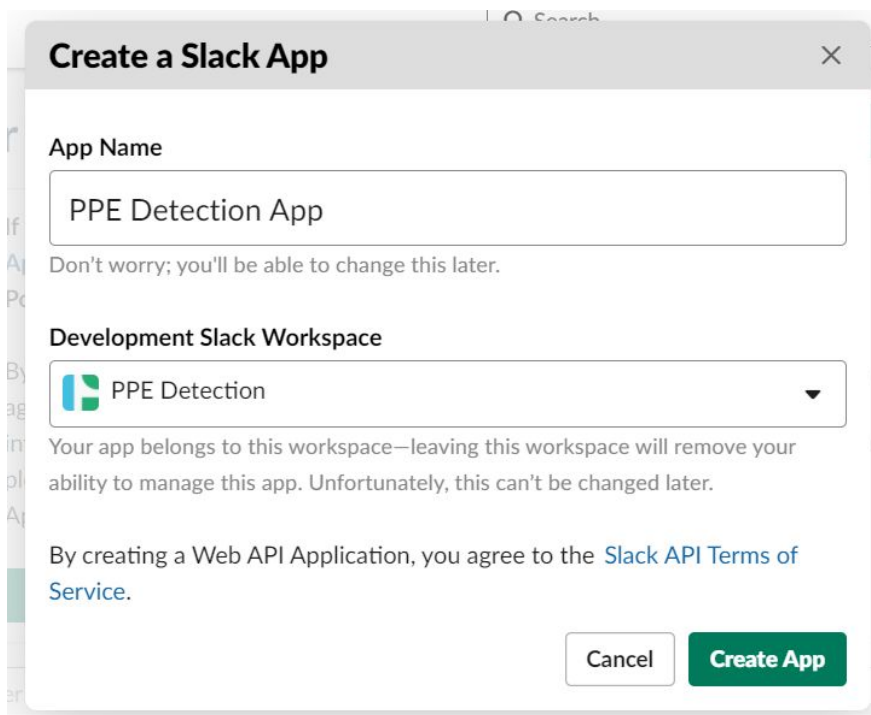 Search
Create a Slack App
App Name
PPE Detection App
Don't worry; you'll be able to change this later.
Development Slack Workspace
PPE Detection
Your app belongs to this workspace—leaving this workspace will remove your
ability to manage this app. Unfortunately, this can't be changed later.
By creating a Web API Application, you agree to the Slack API Terms of
Service.
Cancel
Create App